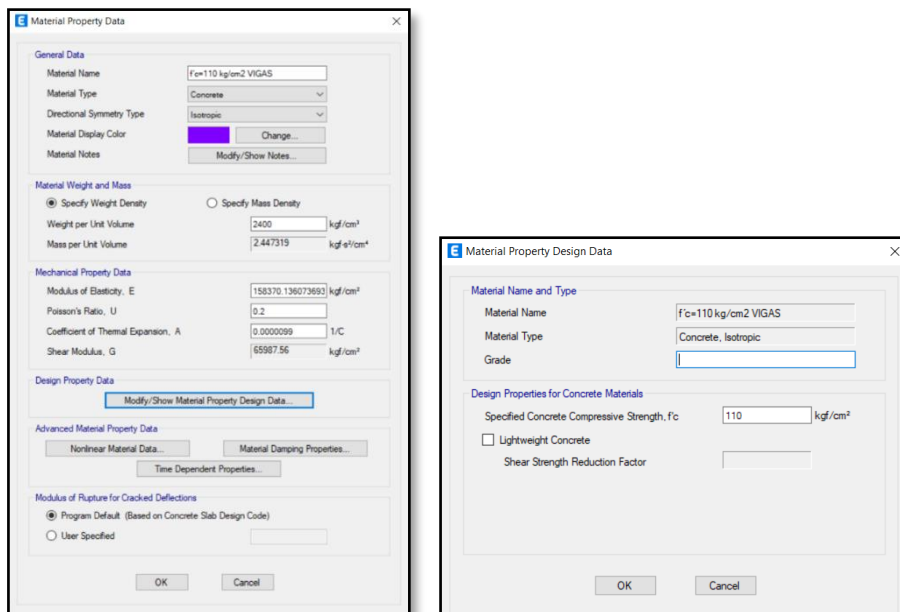 E Material Property Data
General Data
Material Name f'c=110 kg/cm2 VIGAS
Material Type Concrete
Directional Symmetry Type Isotropic
Material Display Color Change...
Material Notes Modify/Show Notes...
Material Weight and Mass
Specify Weight Density Specify Mass Density
Weight per Unit Volume 2400 kgf/cm³
Mass per Unit Volume 2.447319 kgf-s²/cm⁴
Mechanical Property Data
Modulus of Elasticity, E 158370.136073693 kgf/cm²
Poisson's Ratio, U 0.2
Coefficient of Thermal Expansion, A 0.0000099 1/C
Shear Modulus, G 65987.56 kgf/cm²
Design Property Data
Modify/Show Material Property Design Data...
Advanced Material Property Data
Nonlinear Material Data... Material Damping Properties...
Time Dependent Properties...
Modulus of Rupture for Cracked Deflections
Program Default (Based on Concrete Slab Design Code)
User Specified
OK Cancel
E Material Property Design Data
Material Name and Type
Material Name f'c=110 kg/cm2 VIGAS
Material Type Concrete, Isotropic
Grade
Design Properties for Concrete Materials
Specified Concrete Compressive Strength, f'c 110 kgf/cm²
Lightweight Concrete
Shear Strength Reduction Factor
OK Cancel